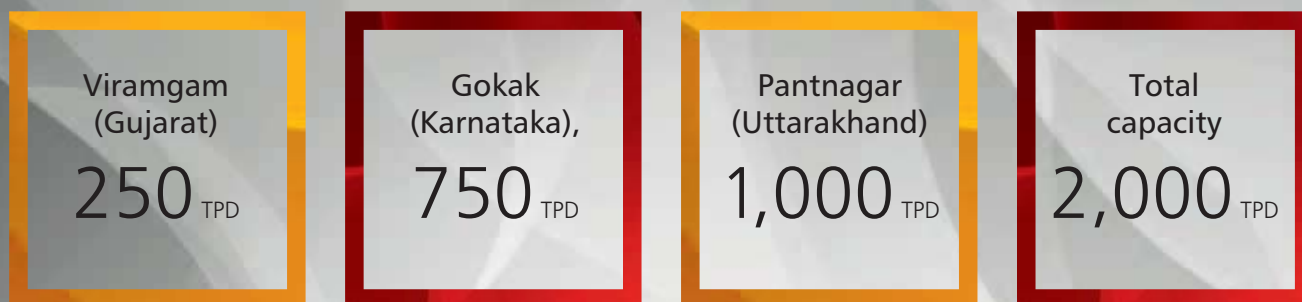 Viramgam
(Gujarat)
250 TPD
Gokak
(Karnataka),
750 TPD
Pantnagar
(Uttarakhand)
1,000 TPD
Total
capacity
2,000 TPD